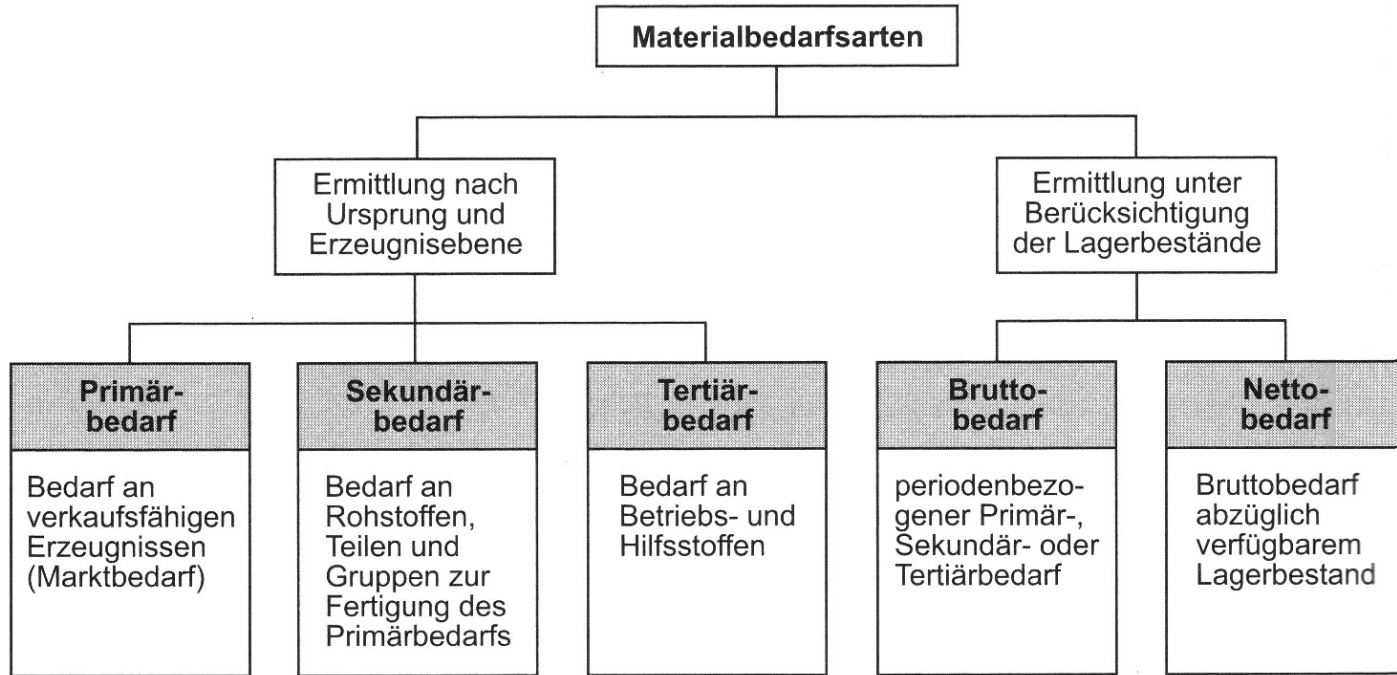 Materialbedarfsarten
Ermittlung nach
Ursprung und
Erzeugnisebene
Ermittlung unter
Berücksichtigung
der Lagerbestände
Primär-
bedarf
Bedarf an
verkaufsfähigen
Erzeugnissen
(Marktbedarf)
Sekundär-
bedarf
Bedarf an
Rohstoffen,
Teilen und
Gruppen zur
Fertigung des
Primärbedarfs
Tertiär-
bedarf
Bedarf an
Betriebs- und
Hilfsstoffen
Brutto-
bedarf
periodenbezo-
gener Primär-,
Sekundär- oder
Tertiärbedarf
Netto-
bedarf
Bruttobedarf
abzüglich
verfügbarem
Lagerbestand